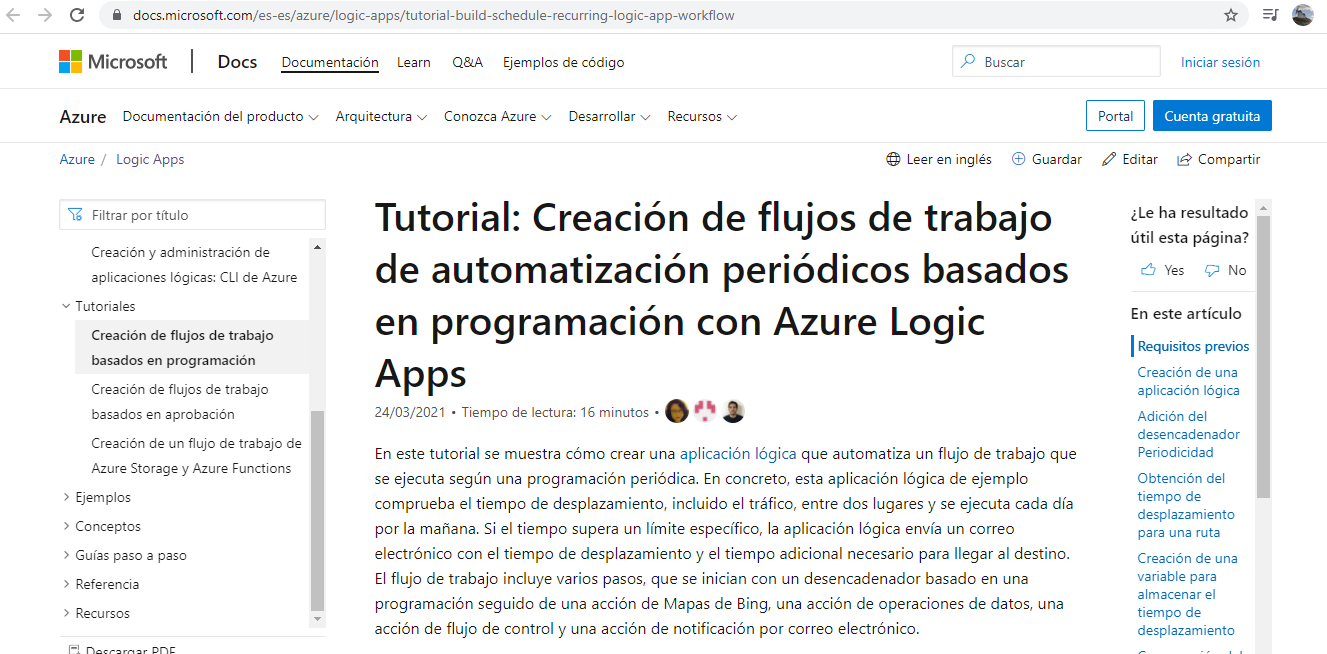 docs.microsoft.com/es-es/azure/logic-apps/tutorial-build-schedule-recurring-logic-app-workflow
Microsoft
Docs
Documentación
Learn
Q&A
Ejemplos de código
Buscar
Iniciar sesión
Azure
Documentación del producto
Arquitectura
Conozca Azure
Desarrollar
Recursos
Portal
Cuenta gratuita
Azure / Logic Apps
Leer en inglés
Guardar
Editar
Compartir
Filtrar por título
Creación y administración de
aplicaciones lógicas: CLI de Azure
Tutoriales
Creación de flujos de trabajo
basados en programación
Creación de flujos de trabajo
basados en aprobación
Creación de un flujo de trabajo de
Azure Storage y Azure Functions
Ejemplos
Conceptos
Guías paso a paso
Referencia
Recursos
Descargar PDF
Tutorial: Creación de flujos de trabajo
de automatización periódicos basados
en programación con Azure Logic
Apps
24/03/2021 • Tiempo de lectura: 16 minutos •
En este tutorial se muestra cómo crear una aplicación lógica que automatiza un flujo de trabajo que
se ejecuta según una programación periódica. En concreto, esta aplicación lógica de ejemplo
comprueba el tiempo de desplazamiento, incluido el tráfico, entre dos lugares y se ejecuta cada día
por la mañana. Si el tiempo supera un límite específico, la aplicación lógica envía un correo
electrónico con el tiempo de desplazamiento y el tiempo adicional necesario para llegar al destino.
El flujo de trabajo incluye varios pasos, que se inician con un desencadenador basado en una
programación seguido de una acción de Mapas de Bing, una acción de operaciones de datos, una
acción de flujo de control y una acción de notificación por correo electrónico.
¿Le ha resultado
útil esta página?
Yes
No
En este artículo
Requisitos previos
Creación de una
aplicación lógica
Adición del
desencadenador
Periodicidad
Obtención del
tiempo de
desplazamiento
para una ruta
Creación de una
variable para
almacenar el
tiempo de
desplazamiento